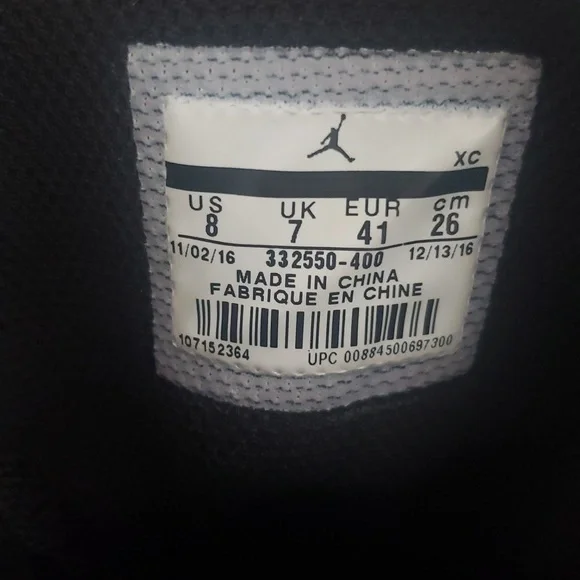 XC
US UK EUR cm
8 7 41 26
11/02/16 332550-400 12/13/16
MADE IN CHINA
FABRIQUE EN CHINE
107152364 UPC 00884500697300